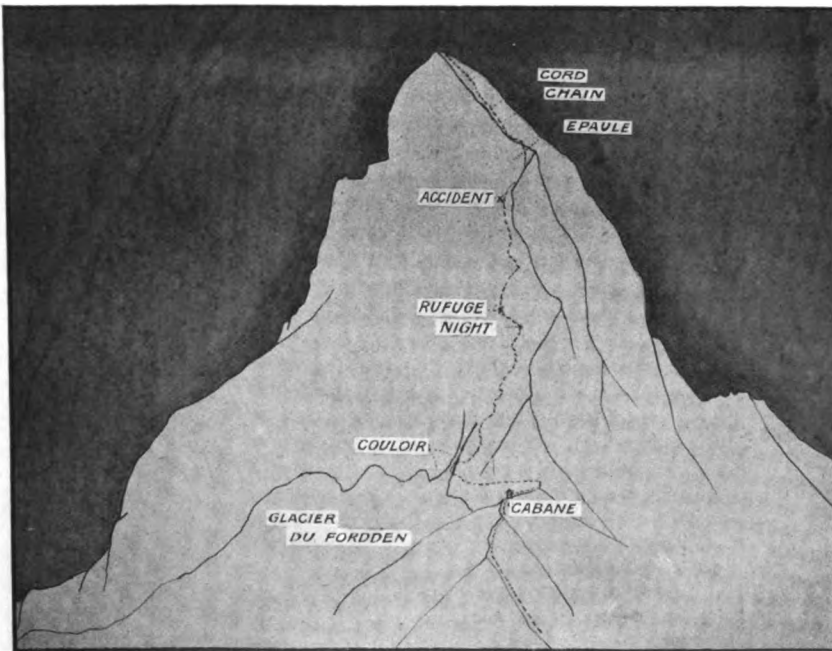 CORD
CHAIN
EPAULE
ACCIDENT
RUFUGE
NIGHT
COULOIR
GLACIER
DU FORDDEN
CABANE